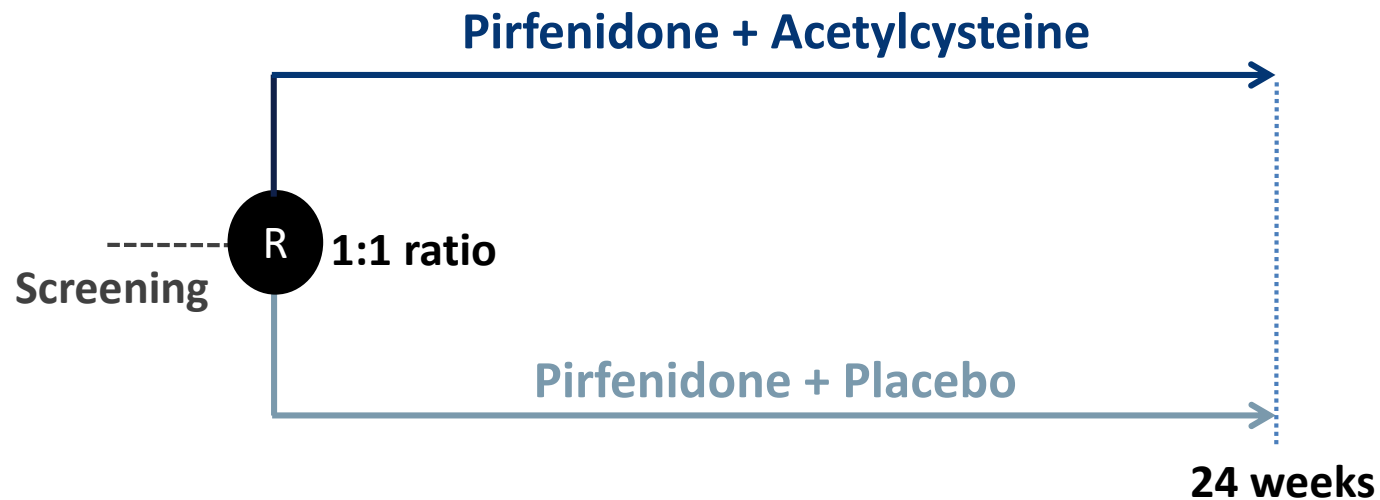 Pirfenidone + Acetylcysteine
R
1:1 ratio
Screening
Pirfenidone + Placebo
24 weeks